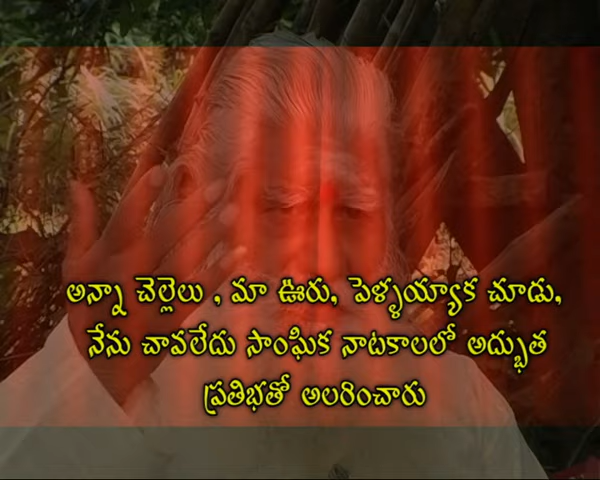 అన్నా చెల్లెలు , మా ఊరు, పెళ్ళయ్యాక చూడు,
నేను చావలేదు సాంఘిక నాటకాలలో అద్భుత
ప్రతిభతో అలరించారు